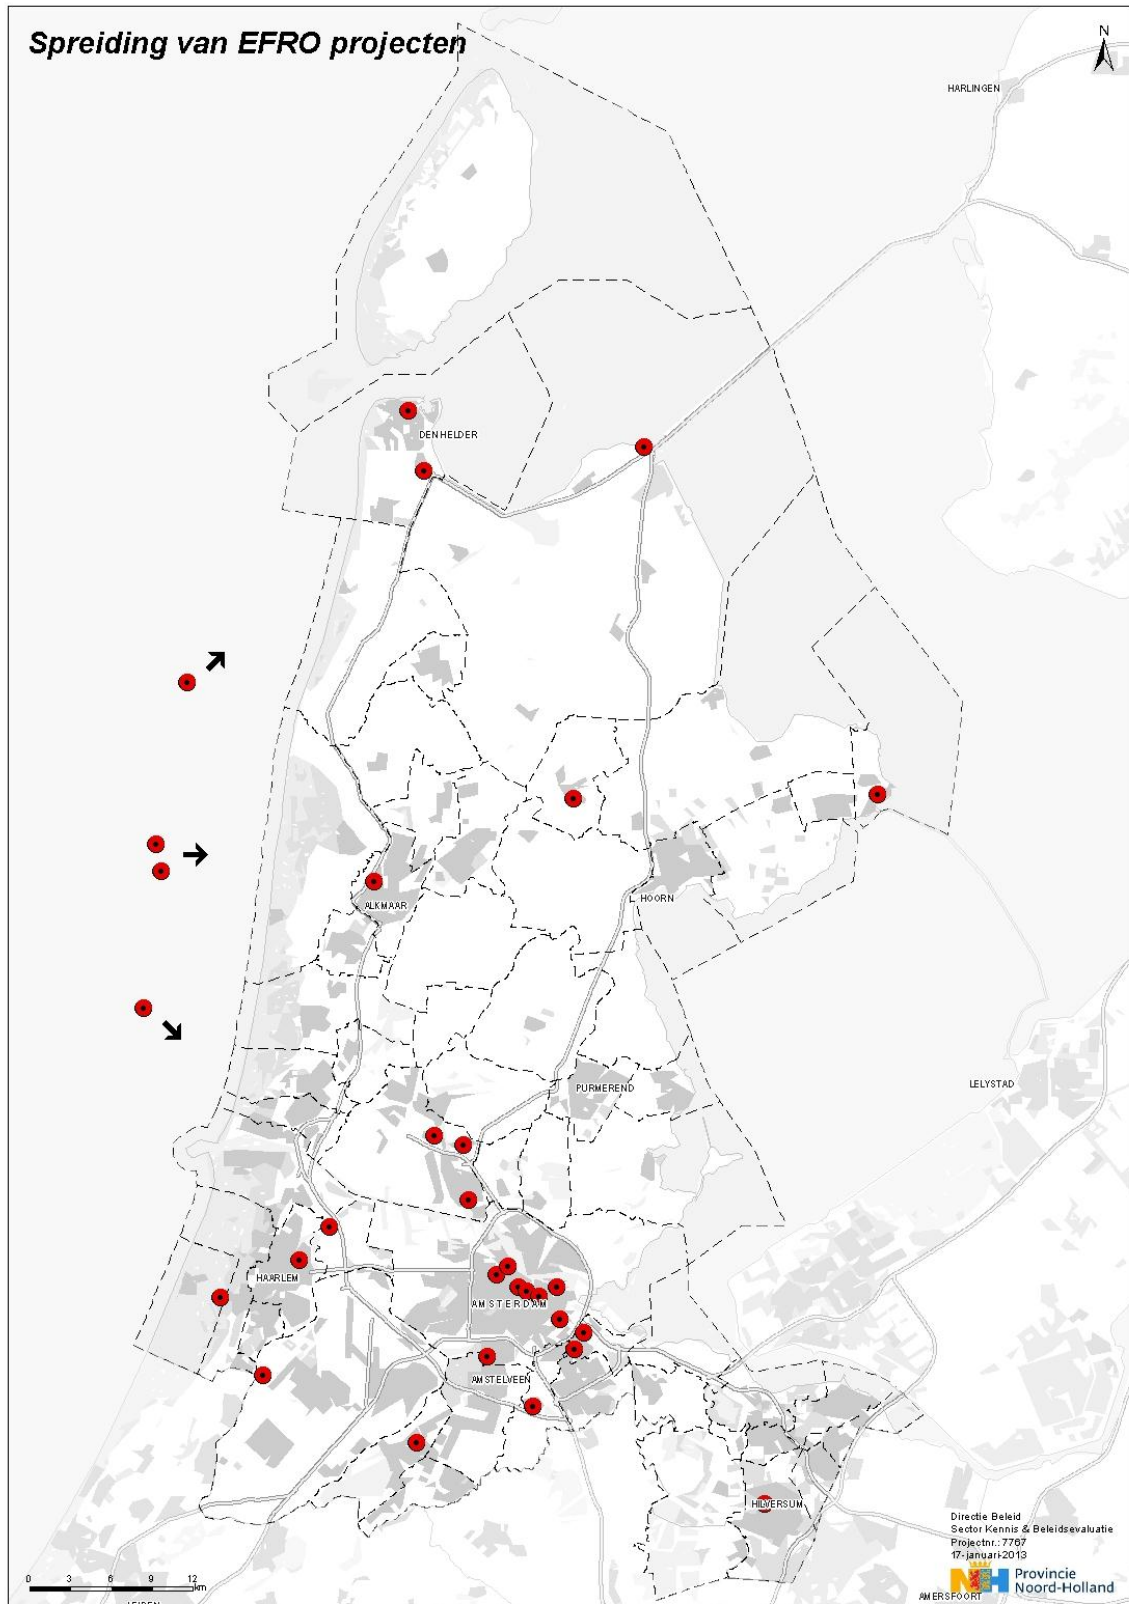 Spreiding van EFRO projecten
N
HARLINGEN
DEN HELDER
ALKMAAR
HOORN
PURMEREND
LELYSTAD
HAARLEM
AMSTERDAM
AMSTELVEEN
HILVERSUM
Directie Beleid
Sector Kennis & Beleidsevaluatie
Projectnr.: 7767
17-januari-2013
Provincie
Noord-Holland
AMERSFOORT
0 3 6 9 12
km
LEIDEN